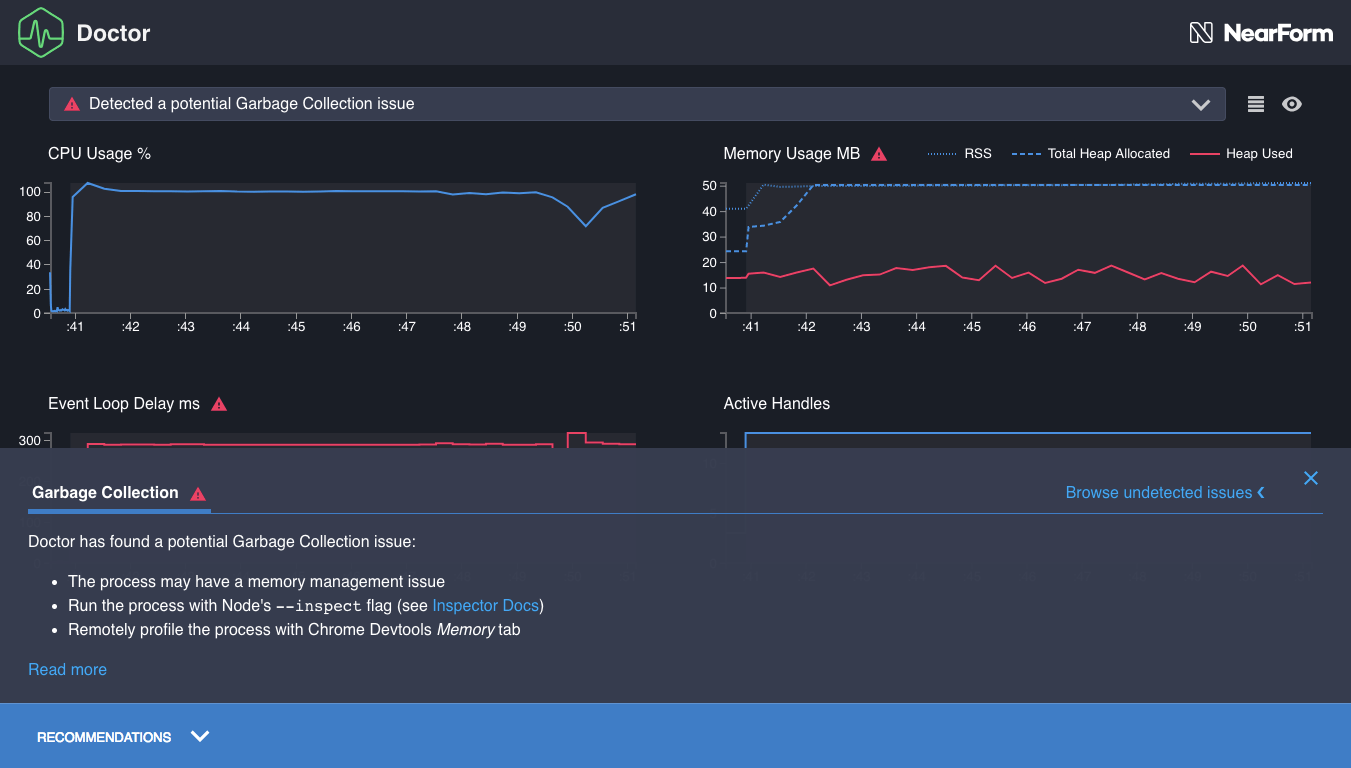 Doctor
NearForm
Detected a potential Garbage Collection issue
CPU Usage %
100
80
60
40
20
0
:41 :42 :43 :44 :45 :46 :47 :48 :49 :50 :51
Memory Usage MB
RSS Total Heap Allocated Heap Used
50
40
30
20
10
0
:41 :42 :43 :44 :45 :46 :47 :48 :49 :50 :51
Event Loop Delay ms
300
Active Handles
Garbage Collection
Browse undetected issues
Doctor has found a potential Garbage Collection issue:
• The process may have a memory management issue
• Run the process with Node's --inspect flag (see Inspector Docs)
• Remotely profile the process with Chrome Devtools Memory tab
Read more
RECOMMENDATIONS